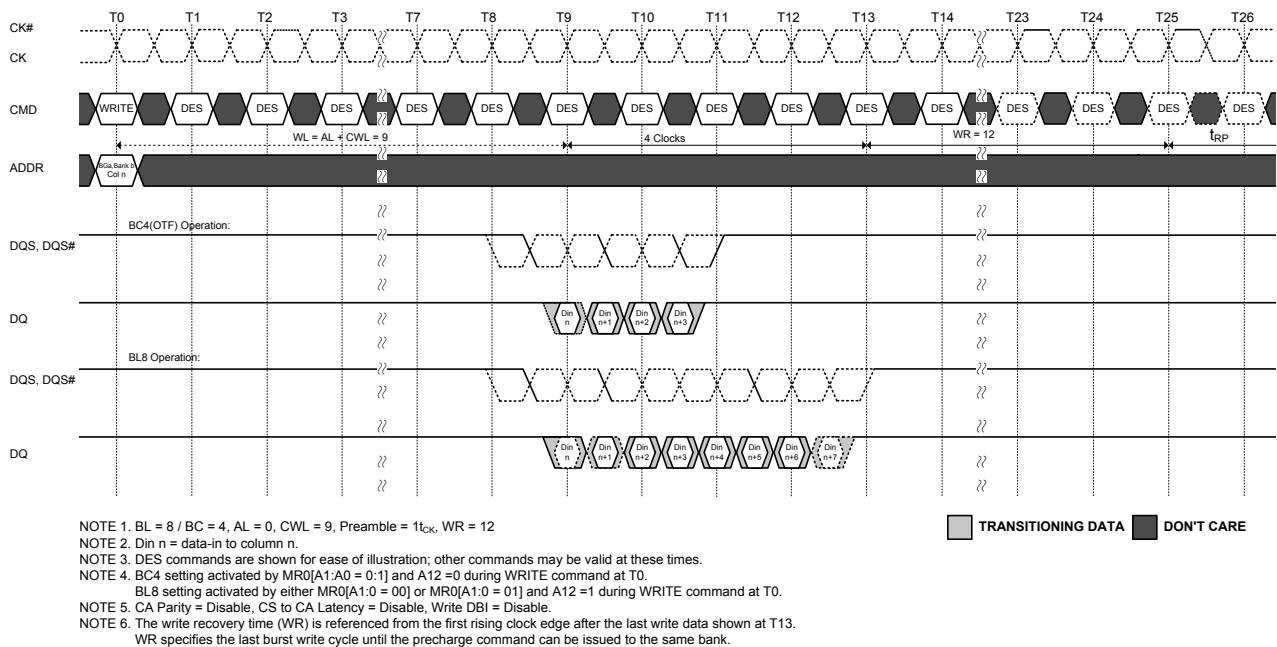 T0 T1 T2 T3 T7 T8 T9 T10 T11 T12 T13 T14 T23 T24 T25 T26
CK#
CK
CMD WRITE DES DES DES DES DES DES DES DES DES DES DES DES DES DES DES
WL = AL + CWL = 9 4 Clocks WR = 12 tRP
ADDR BGa,Bank b
Col n
BC4(OTF) Operation:
DQS, DQS#
DQ Din n Din n+1 Din n+2 Din n+3
BL8 Operation:
DQS, DQS#
DQ Din n Din n+1 Din n+2 Din n+3 Din n+4 Din n+5 Din n+6 Din n+7
NOTE 1. BL = 8 / BC = 4, AL = 0, CWL = 9, Preamble = 1tCK, WR = 12
TRANSITIONING DATA DON'T CARE
NOTE 2. Din n = data-in to column n.
NOTE 3. DES commands are shown for ease of illustration; other commands may be valid at these times.
NOTE 4. BC4 setting activated by MR0[A1:A0 = 0:1] and A12 =0 during WRITE command at T0.
BL8 setting activated by either MR0[A1:0 = 00] or MR0[A1:0 = 01] and A12 =1 during WRITE command at T0.
NOTE 5. CA Parity = Disable, CS to CA Latency = Disable, Write DBI = Disable.
NOTE 6. The write recovery time (WR) is referenced from the first rising clock edge after the last write data shown at T13.
WR specifies the last burst write cycle until the precharge command can be issued to the same bank.